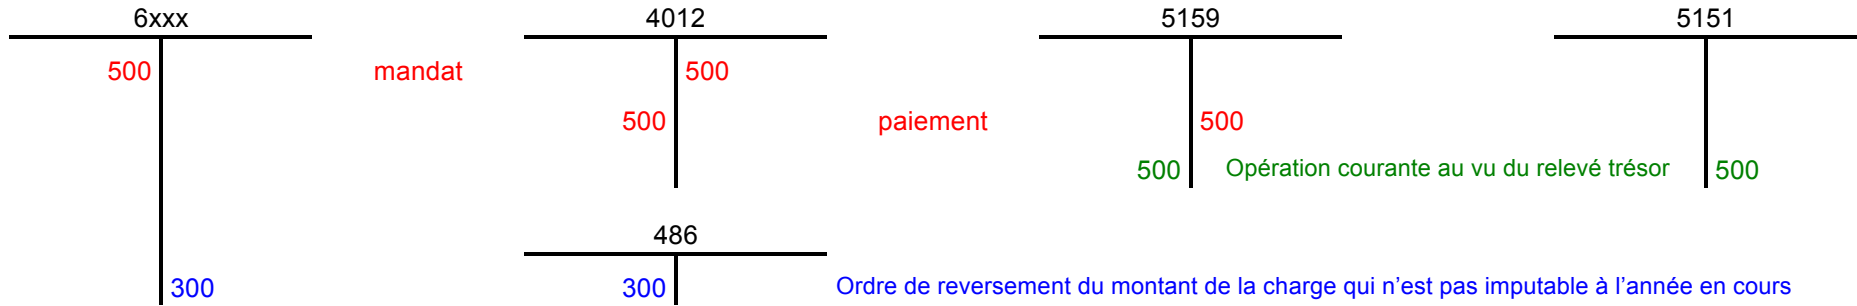 6xxx 4012 5159 5151
500 mandat 500
500 paiement 500
500 Opération courante au vu du relevé trésor 500
486
300 300 Ordre de reversement du montant de la charge qui n’est pas imputable à l’année en cours